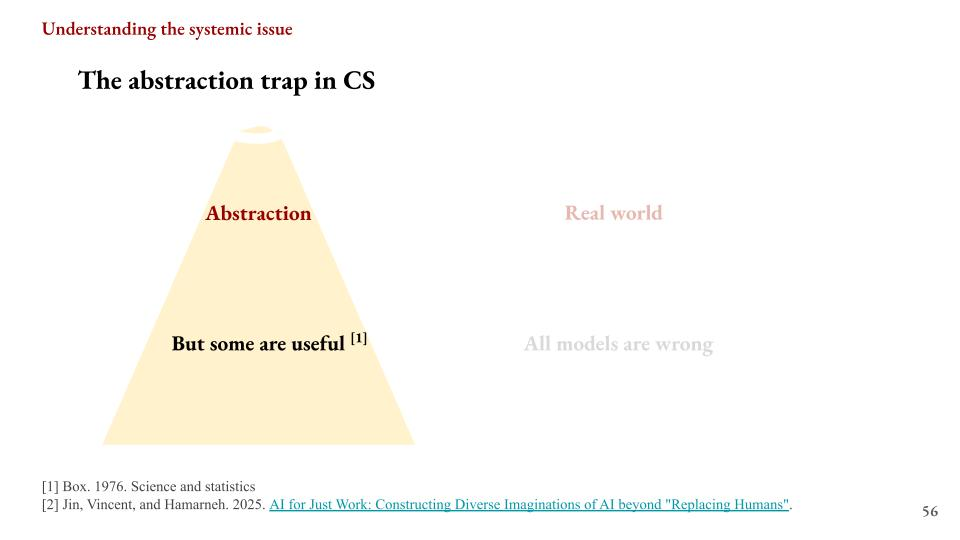 Understanding the systemic issue
The abstraction trap in CS
Abstraction
Real world
But some are useful [1]
All models are wrong
[1] Box. 1976. Science and statistics
[2] Jin, Vincent, and Hamarneh. 2025. AI for Just Work: Constructing Diverse Imaginations of AI beyond "Replacing Humans".
56